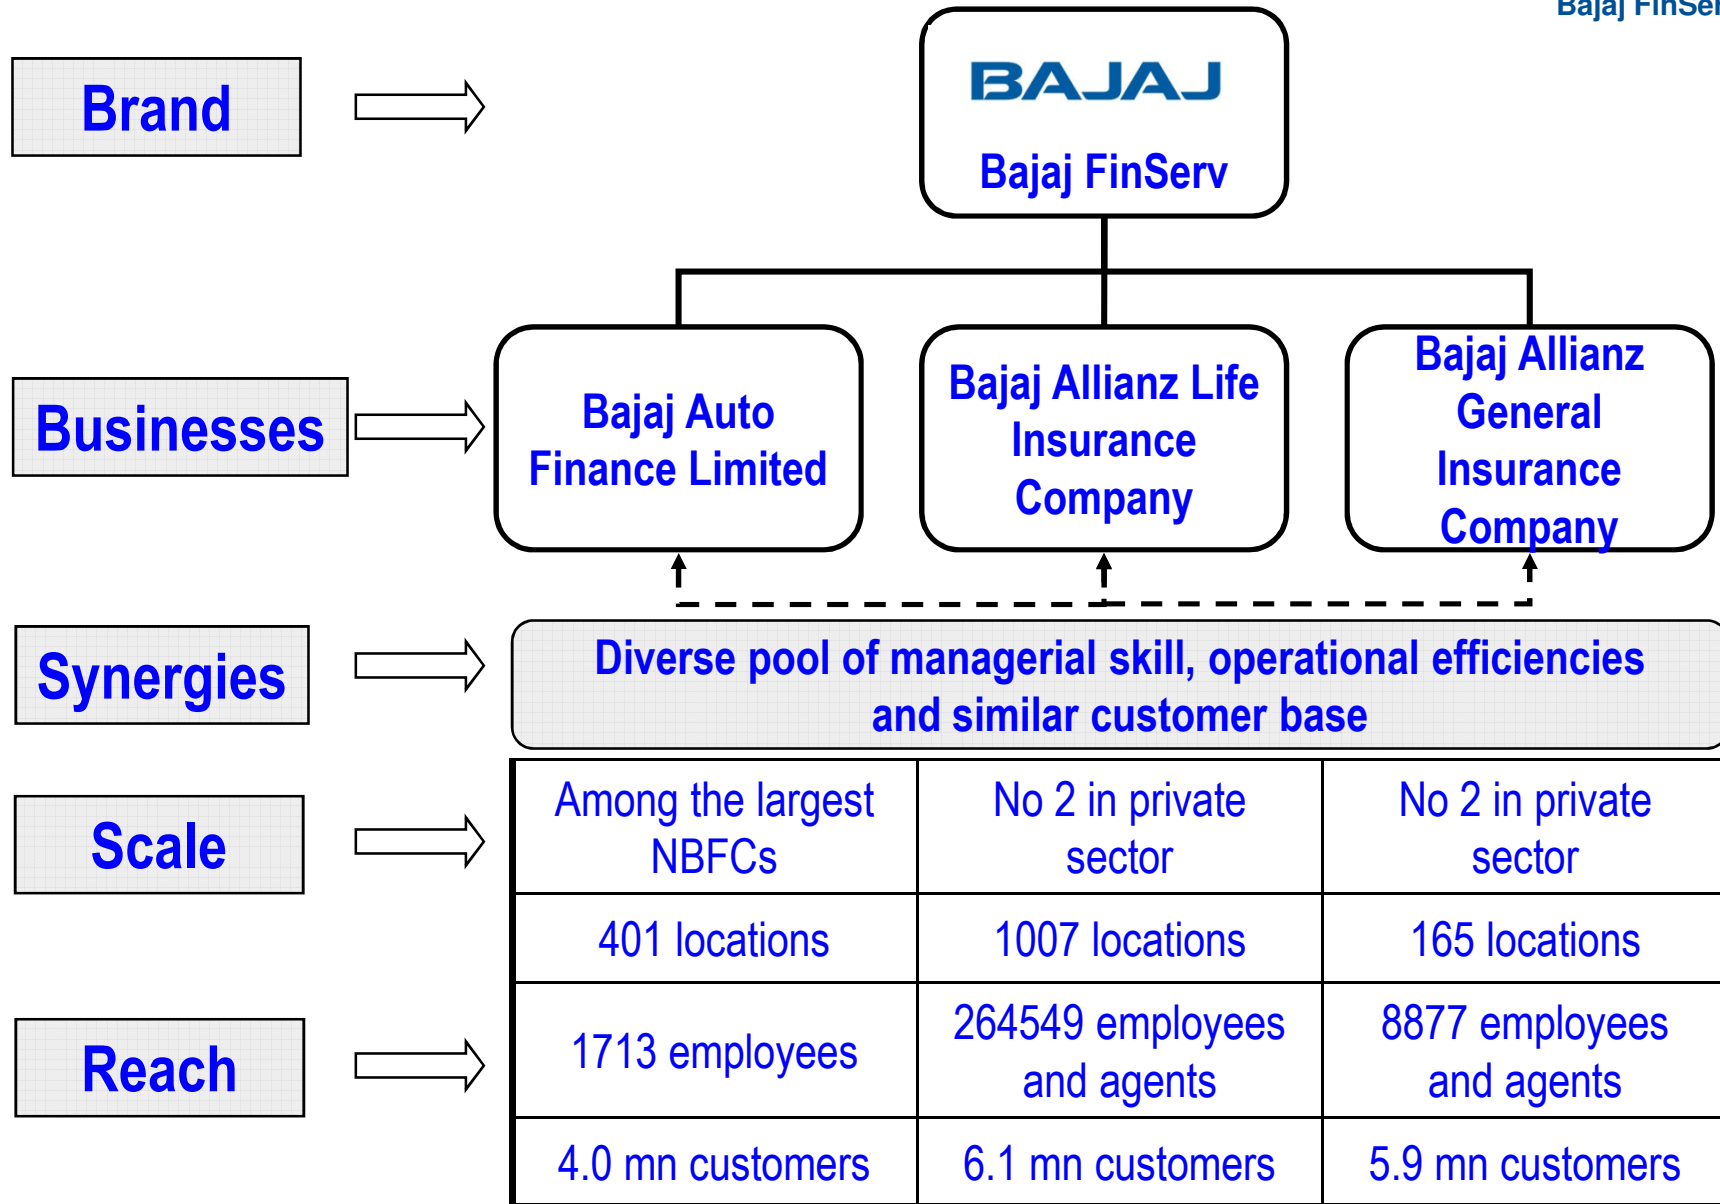 Bajaj FinSer
Brand
BAJAJ
Bajaj FinServ
Businesses
Bajaj Auto
Finance Limited
Bajaj Allianz Life
Insurance
Company
Bajaj Allianz
General
Insurance
Company
Synergies
Diverse pool of managerial skill, operational efficiencies
and similar customer base
Scale
Among the largest
NBFCs
No 2 in private
sector
No 2 in private
sector
401 locations
1007 locations
165 locations
Reach
1713 employees
264549 employees
and agents
8877 employees
and agents
4.0 mn customers
6.1 mn customers
5.9 mn customers